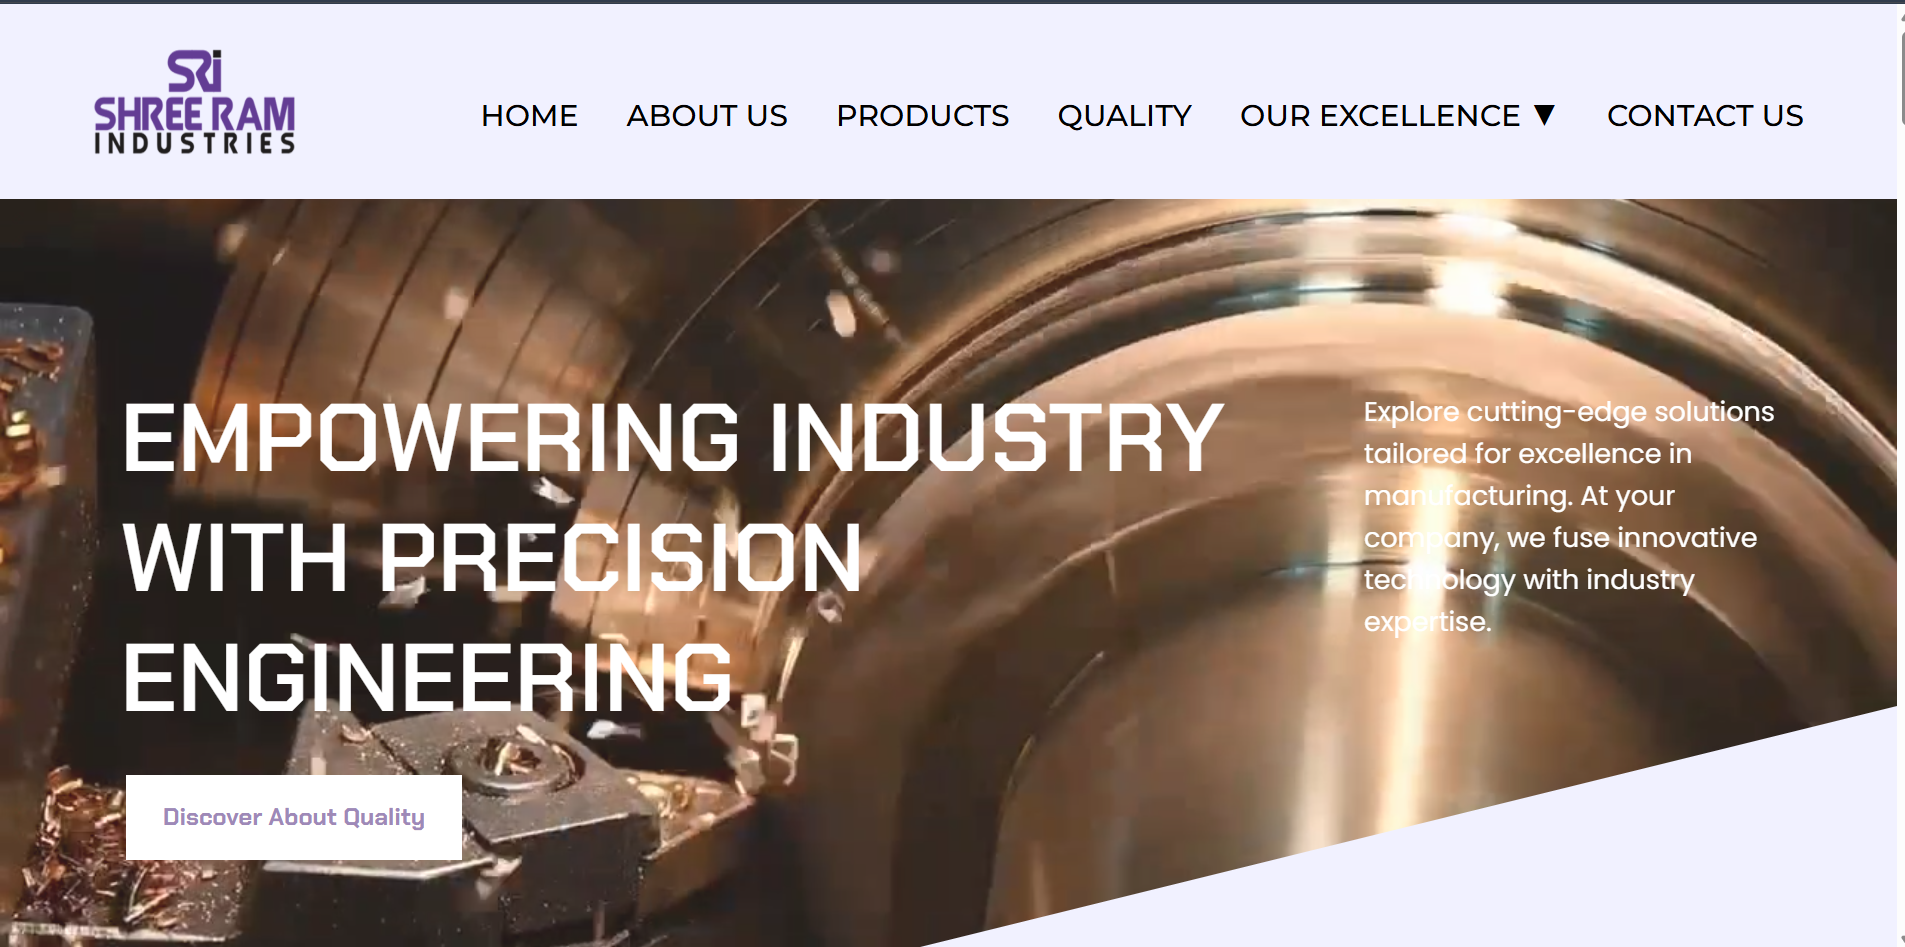 SRi
SHREE RAM
INDUSTRIES
HOME ABOUT US PRODUCTS QUALITY OUR EXCELLENCE ▼ CONTACT US
EMPOWERING INDUSTRY
WITH PRECISION
ENGINEERING
Explore cutting-edge solutions
tailored for excellence in
manufacturing. At your
company, we fuse innovative
technology with industry
expertise.
Discover About Quality